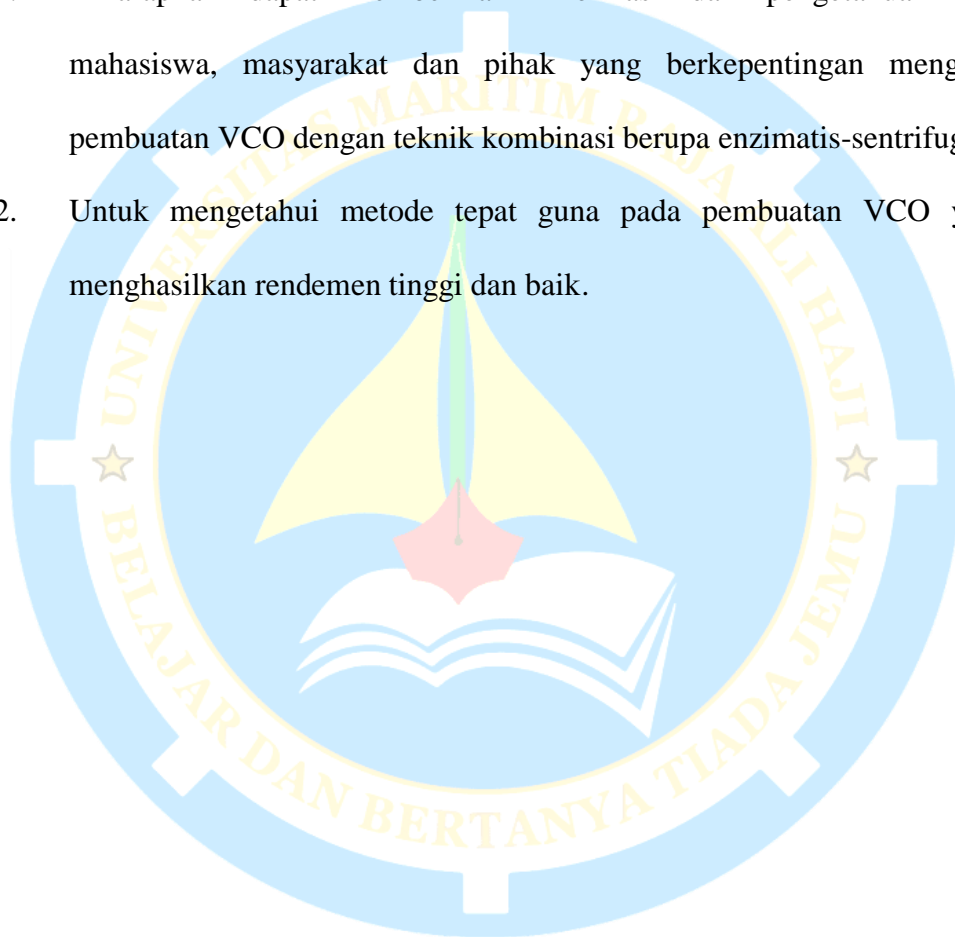 dapat
mahasiswa, masyarakat dan pihak yang berkepentingan meng
pembuatan VCO dengan teknik kombinasi berupa enzimatis-sentrifug
2. Untuk mengetahui metode tepat guna pada pembuatan VCO y
menghasilkan rendemen tinggi dan baik.
UNIVERSITAS MARITIM RAJA ALI HAJI
BELAJAR DAN BERTANYA TIADA JEMU